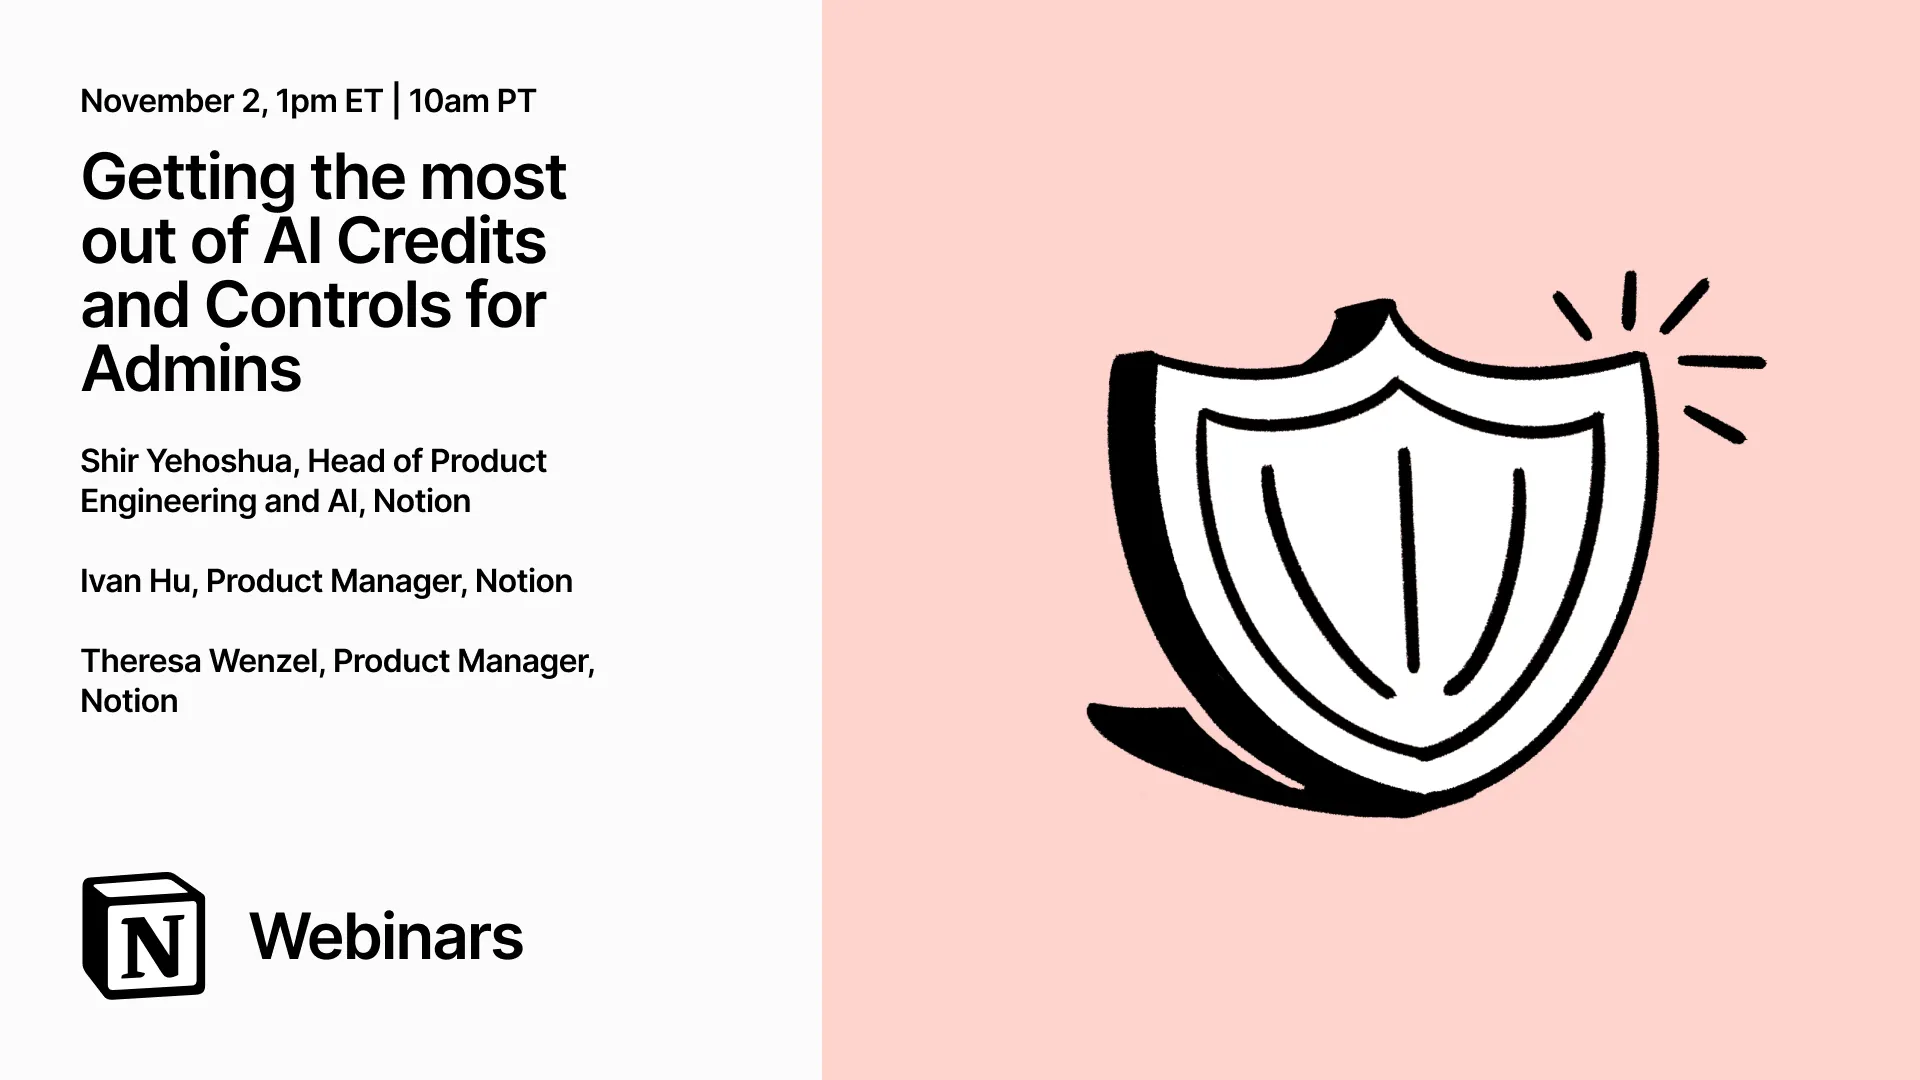 November 2, 1pm ET | 10am PT
Getting the most
out of AI Credits
and Controls for
Admins
Shir Yehoshua, Head of Product
Engineering and AI, Notion
Ivan Hu, Product Manager, Notion
Theresa Wenzel, Product Manager,
Notion
N
Webinars